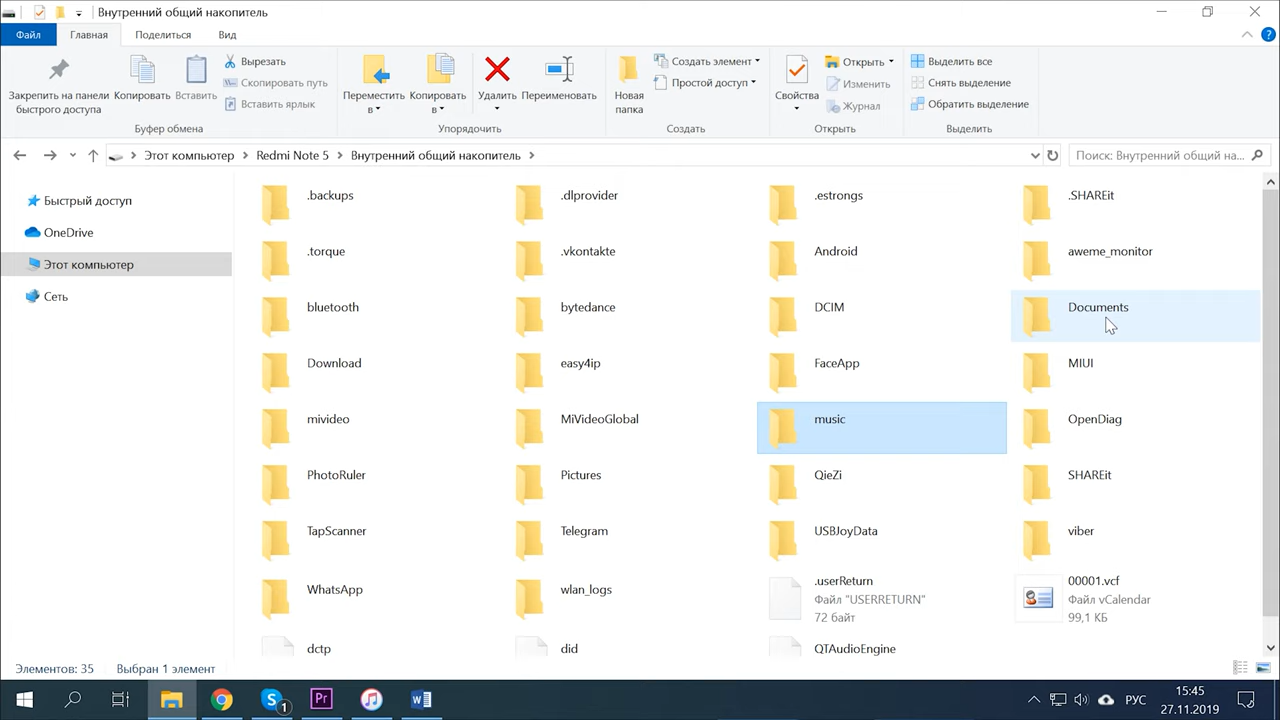 Внутренний общий накопитель
Файл
Главная
Поделиться
Вид
Закрепить на панели
быстрого доступа
Копировать
Вставить
Вырезать
Скопировать путь
Вставить ярлык
Буфер обмена
Переместить
в
Копировать
в
Удалить
Переименовать
Упорядочить
Новая
папка
Создать элемент
Простой доступ
Создать
Свойства
Открыть
Изменить
Журнал
Открыть
Выделить все
Снять выделение
Обратить выделение
Выделить
Этот компьютер
Redmi Note 5
Внутренний общий накопитель
Поиск: Внутренний общий на...
Быстрый доступ
OneDrive
Этот компьютер
Сеть
.backups
.dlprovider
.estrongs
.SHAREit
.torque
.vkontakte
Android
aweme_monitor
bluetooth
bytedance
DCIM
Documents
Download
easy4ip
FaceApp
MIUI
mivideo
MiVideoGlobal
music
OpenDiag
PhotoRuler
Pictures
QieZi
SHAREit
TapScanner
Telegram
USBJoyData
viber
WhatsApp
wlan_logs
.userReturn
Файл "USERRETURN"
72 байт
00001.vcf
Файл vCalendar
99,1 КБ
dctp
did
QTAudioEngine
Элементов: 35
Выбран 1 элемент
S
1
Pr
W
РУС
15:45
27.11.2019